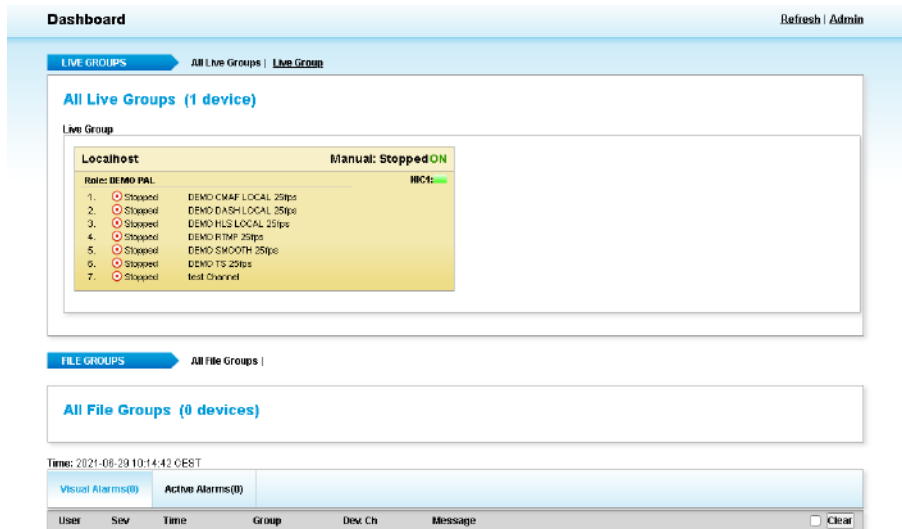 Dashboard
Refresh | Admin
LIVE GROUPS All Live Groups | Live Group
All Live Groups (1 device)
Live Group
Localhost Manual: Stopped ON
Role: DEMO PAL NIC1:
1. Stopped DEMO CMAF LOCAL 25fps
2. Stopped DEMO DASH LOCAL 25fps
3. Stopped DEMO HLS LOCAL 25fps
4. Stopped DEMO RTMP 25fps
5. Stopped DEMO SMOOTH 25fps
6. Stopped DEMO TS 25fps
7. Stopped test Channel
FILE GROUPS All File Groups |
All File Groups (0 devices)
Time: 2021-06-29 10:14:42 CEST
Visual Alarms(0) Active Alarms(0)
User Sev Time Group Dev. Ch Message Clear